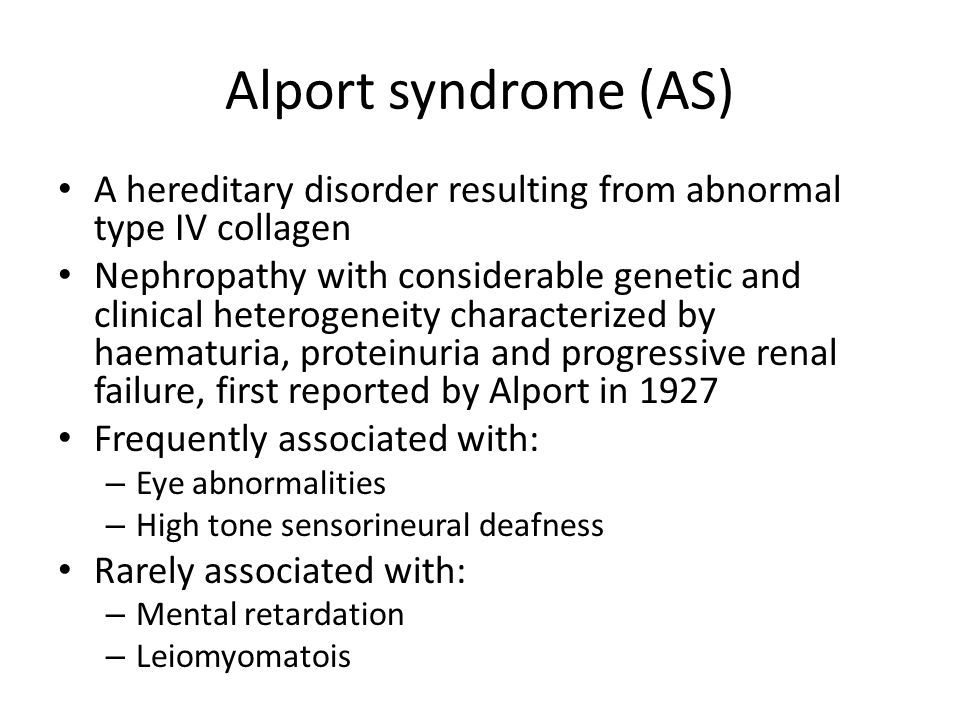 Alport syndrome (AS)
• A hereditary disorder resulting from abnormal
type IV collagen
• Nephropathy with considerable genetic and
clinical heterogeneity characterized by
haematuria, proteinuria and progressive renal
failure, first reported by Alport in 1927
• Frequently associated with:
– Eye abnormalities
– High tone sensorineural deafness
• Rarely associated with:
– Mental retardation
– Leiomyomatois